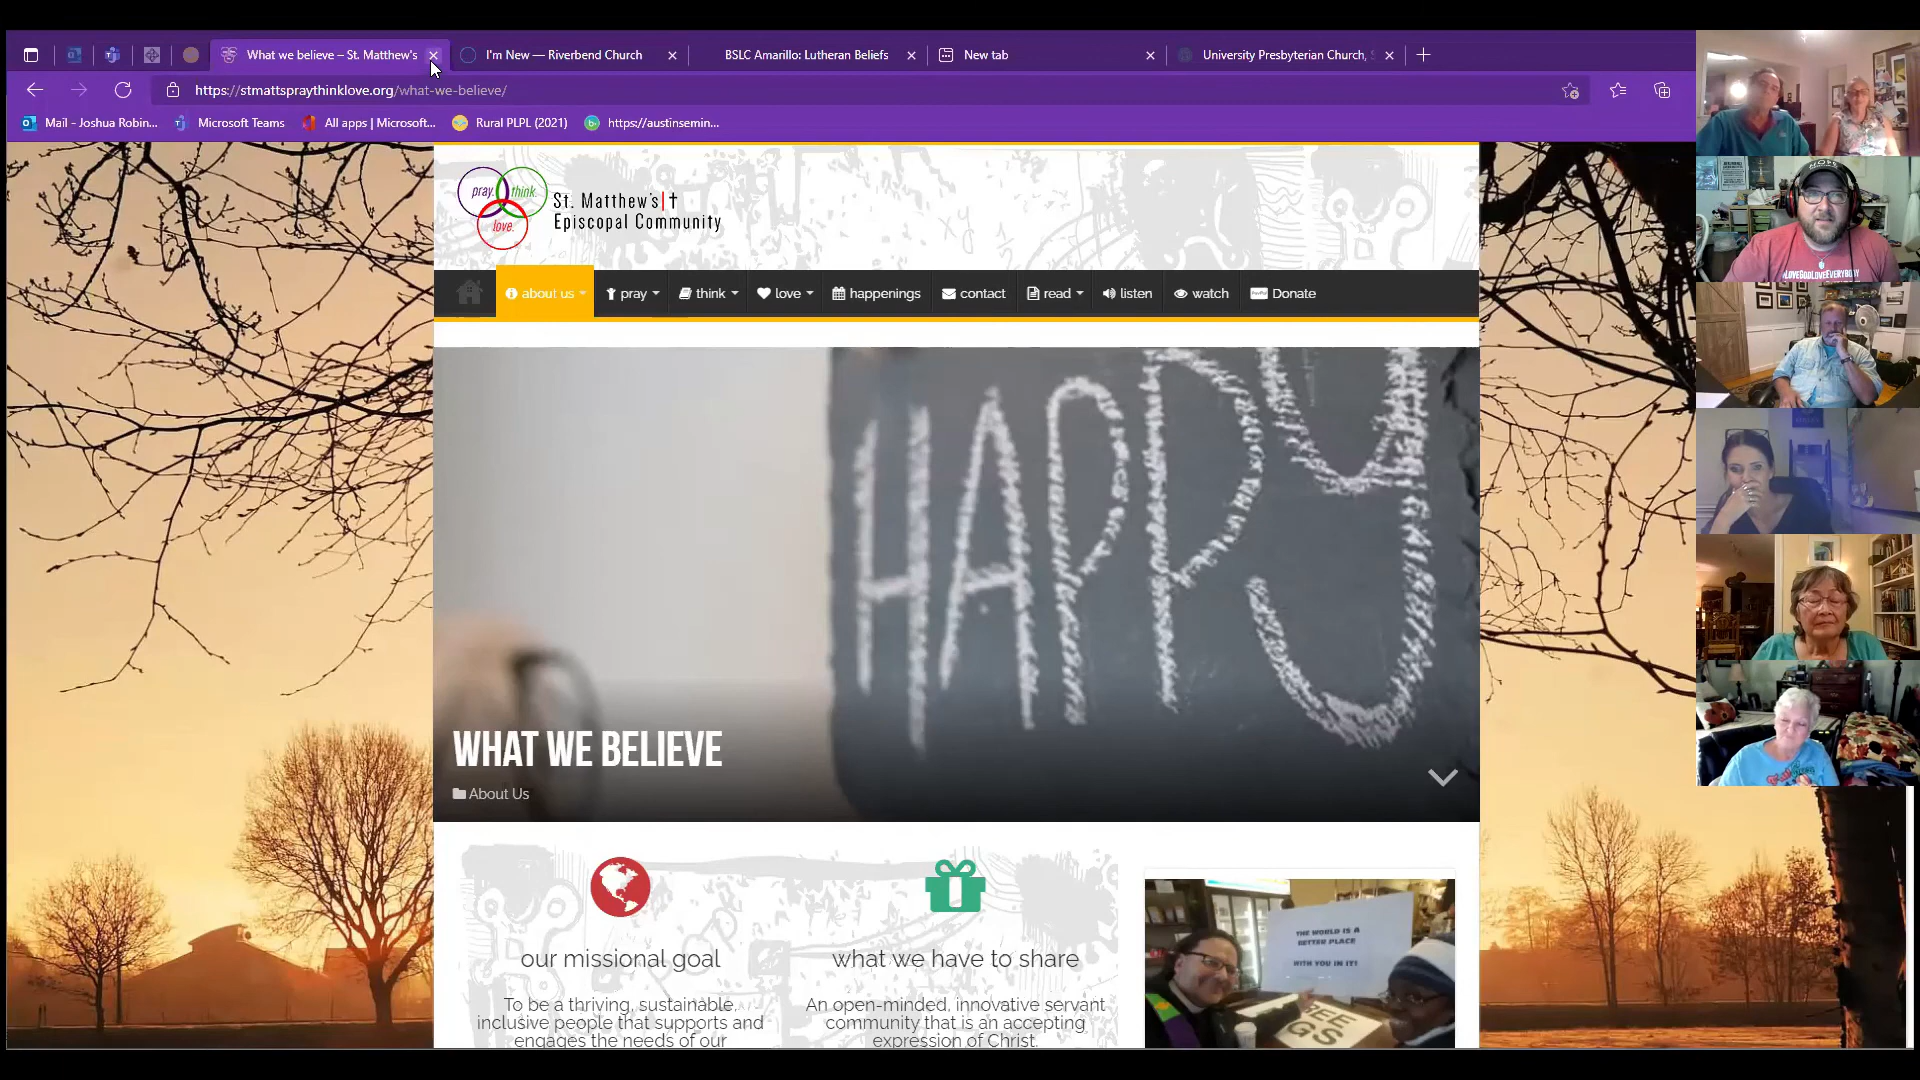 What we believe – St. Matthew's
I'm New — Riverbend Church
BSLC Amarillo: Lutheran Beliefs
New tab
University Presbyterian Church,
https://stmattspraythinklove.org/what-we-believe/
Mail - Joshua Robin...
Microsoft Teams
All apps | Microsoft...
Rural PLPL (2021)
https://austinsemin...
pray. think.
love.
St. Matthew's
Episcopal Community
about us
pray
think
love
happenings
contact
read
listen
watch
Donate
HAPPY
WHAT WE BELIEVE
About Us
our missional goal
To be a thriving, sustainable,
inclusive people that supports and
engages the needs of our
what we have to share
An open-minded, innovative servant
community that is an accepting
expression of Christ.
THE WORLD IS A
BETTER PLACE
WITH YOU IN IT!
#LOVEGODLOVEEVERYBODY